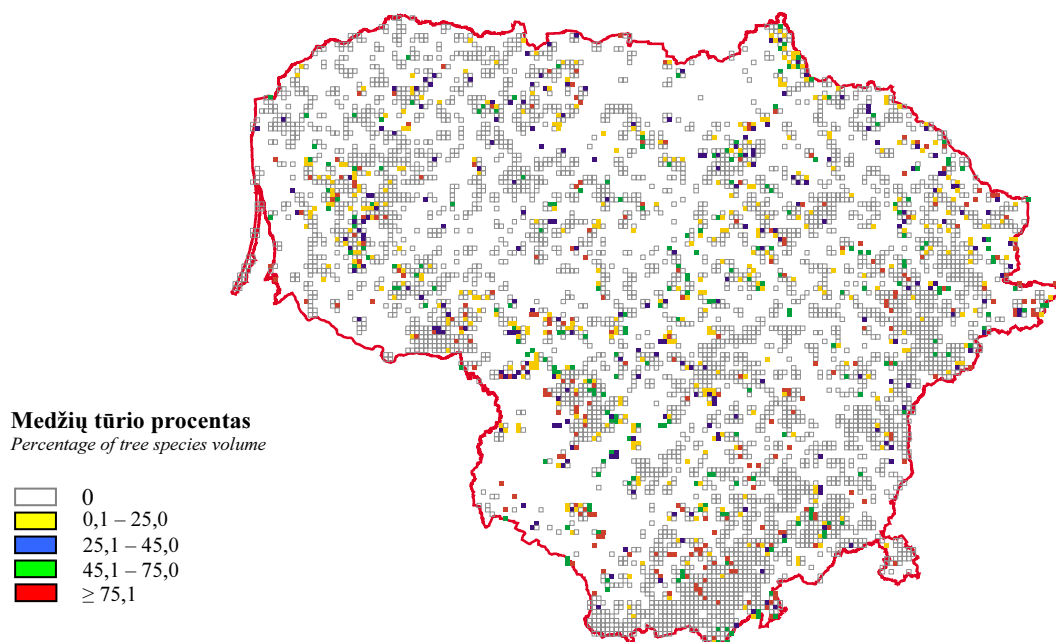 Medžių tūrio procentas
Percentage of tree species volume
0
0,1 – 25,0
25,1 – 45,0
45,1 – 75,0
≥ 75,1